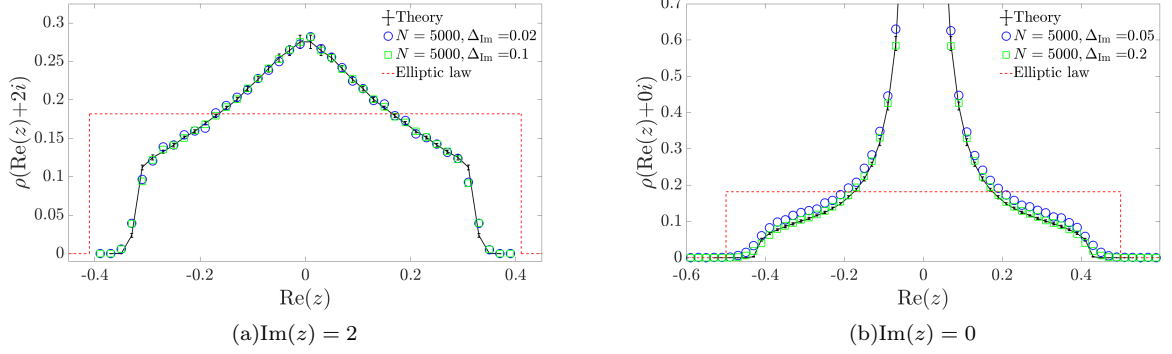 0.3
0.25
0.2
0.15
0.1
0.05
0
-0.4
-0.2
0
0.2
0.4
ρ(Re(z)+2i)
Re(z)
Theory
N = 5000, Δ_Im =0.02
N = 5000, Δ_Im =0.1
Elliptic law
(a)Im(z) = 2
0.7
0.6
0.5
0.4
0.3
0.2
0.1
0
-0.6
-0.4
-0.2
0
0.2
0.4
ρ(Re(z)+0i)
Re(z)
Theory
N = 5000, Δ_Im =0.05
N = 5000, Δ_Im =0.2
Elliptic law
(b)Im(z) = 0